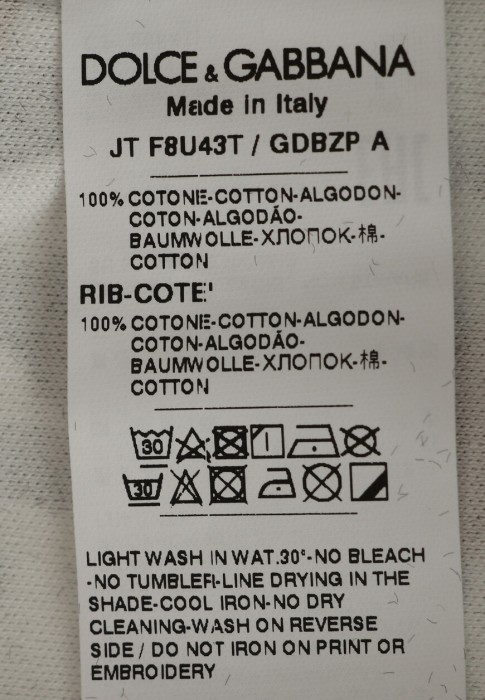 DOLCE & GABBANA
Made in Italy
JT F8U43T / GDBZP A
100% COTONE-COTTON-ALGODON-
COTON-ALGODÃO-
BAUMWOLLE-ХЛОПОК-棉-
COTTON
RIB-COTE'
100% COTONE-COTTON-ALGODON-
COTON-ALGODÃO-
BAUMWOLLE-ХЛОПОК-棉-
COTTON
30
30
LIGHT WASH IN WAT.30°-NO BLEACH
-NO TUMBLER-LINE DRYING IN THE
SHADE-COOL IRON-NO DRY
CLEANING-WASH ON REVERSE
SIDE / DO NOT IRON ON PRINT OR
EMBROIDERY